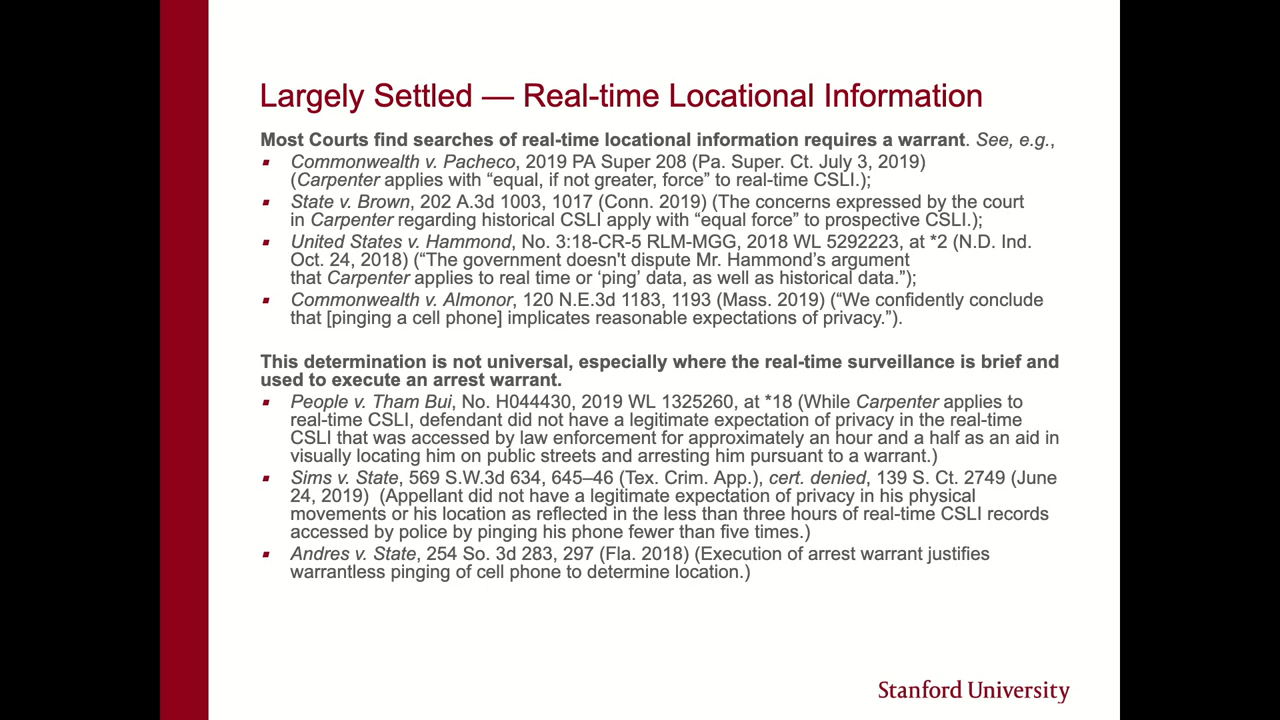 Largely Settled — Real-time Locational Information
Most Courts find searches of real-time locational information requires a warrant. See, e.g.,
Commonwealth v. Pacheco, 2019 PA Super 208 (Pa. Super. Ct. July 3, 2019)
(Carpenter applies with “equal, if not greater, force” to real-time CSLI.);
State v. Brown, 202 A.3d 1003, 1017 (Conn. 2019) (The concerns expressed by the court
in Carpenter regarding historical CSLI apply with “equal force” to prospective CSLI.);
United States v. Hammond, No. 3:18-CR-5 RLM-MGG, 2018 WL 5292223, at *2 (N.D. Ind.
Oct. 24, 2018) (“The government doesn't dispute Mr. Hammond’s argument
that Carpenter applies to real time or ‘ping’ data, as well as historical data.”);
Commonwealth v. Almonor, 120 N.E.3d 1183, 1193 (Mass. 2019) (“We confidently conclude
that [pinging a cell phone] implicates reasonable expectations of privacy.”).
This determination is not universal, especially where the real-time surveillance is brief and
used to execute an arrest warrant.
People v. Tham Bui, No. H044430, 2019 WL 1325260, at *18 (While Carpenter applies to
real-time CSLI, defendant did not have a legitimate expectation of privacy in the real-time
CSLI that was accessed by law enforcement for approximately an hour and a half as an aid in
visually locating him on public streets and arresting him pursuant to a warrant.)
Sims v. State, 569 S.W.3d 634, 645–46 (Tex. Crim. App.), cert. denied, 139 S. Ct. 2749 (June
24, 2019) (Appellant did not have a legitimate expectation of privacy in his physical
movements or his location as reflected in the less than three hours of real-time CSLI records
accessed by police by pinging his phone fewer than five times.)
Andres v. State, 254 So. 3d 283, 297 (Fla. 2018) (Execution of arrest warrant justifies
warrantless pinging of cell phone to determine location.)
Stanford University